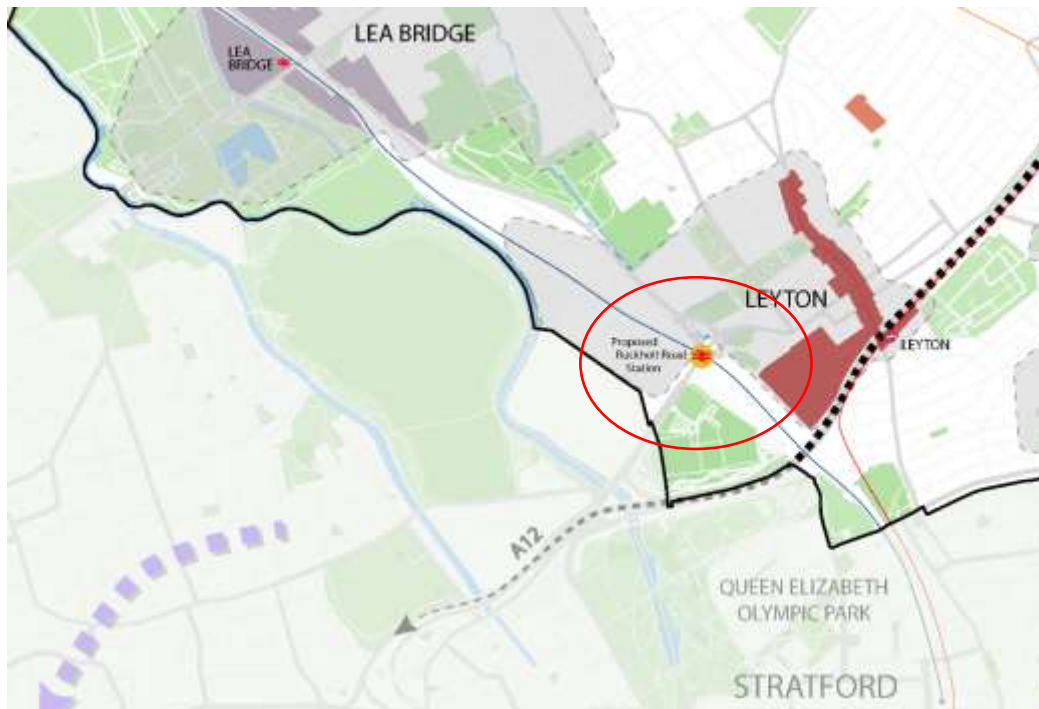 LEA BRIDGE
LEA
BRIDGE
LEYTON
LEYTON
Proposed
Ruckholt Road
Station
A12
QUEEN ELIZABETH
OLYMPIC PARK
STRATFORD